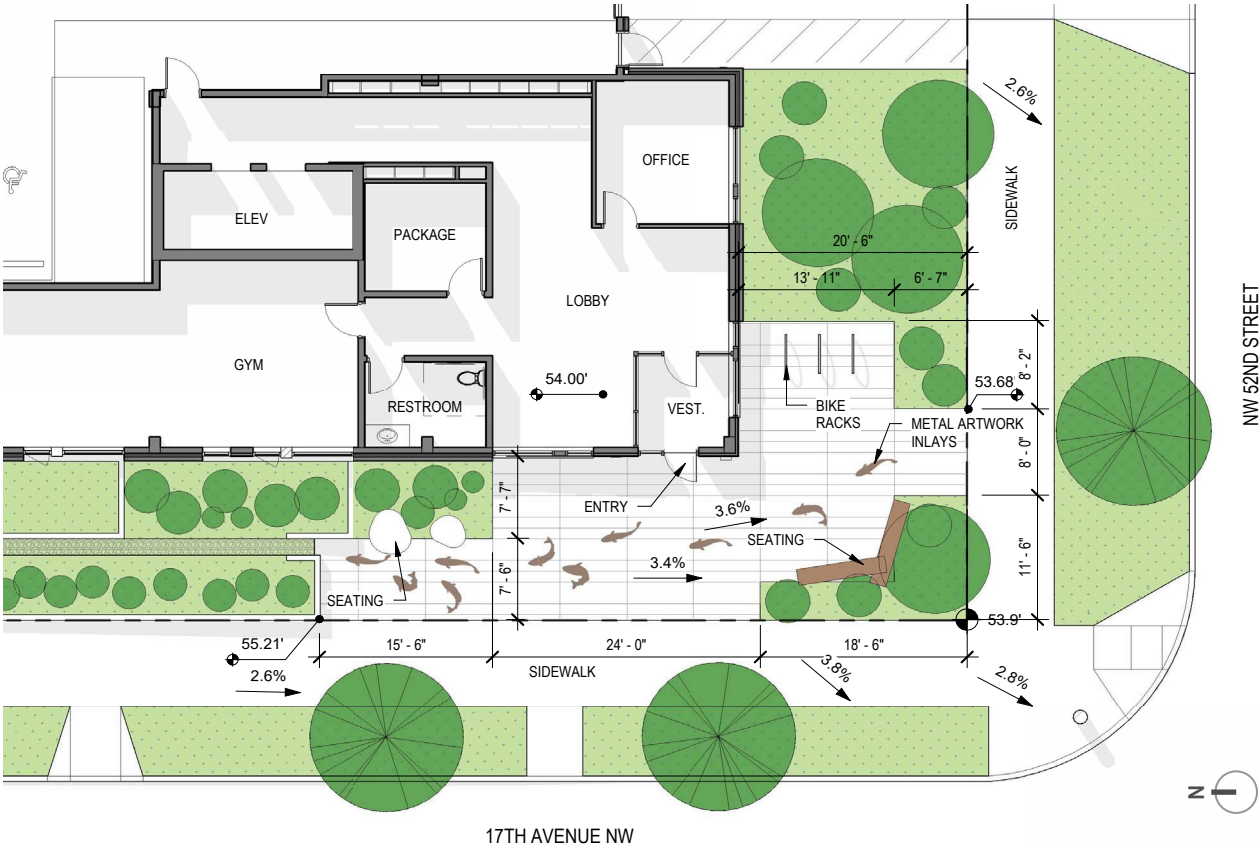 2.6%
OFFICE
SIDEWALK
ELEV
PACKAGE
20' - 6"
13' - 11"
6' - 7"
LOBBY
NW 52ND STREET
GYM
8' - 2"
54.00'
53.68
RESTROOM
VEST.
BIKE
RACKS
METAL ARTWORK
INLAYS
8' - 0"
7' - 7"
ENTRY
3.6%
SEATING
3.4%
11' - 6"
7' - 6"
SEATING
53.9'
55.21'
15' - 6"
24' - 0"
18' - 6"
SIDEWALK
2.6%
3.8%
2.8%
N
17TH AVENUE NW